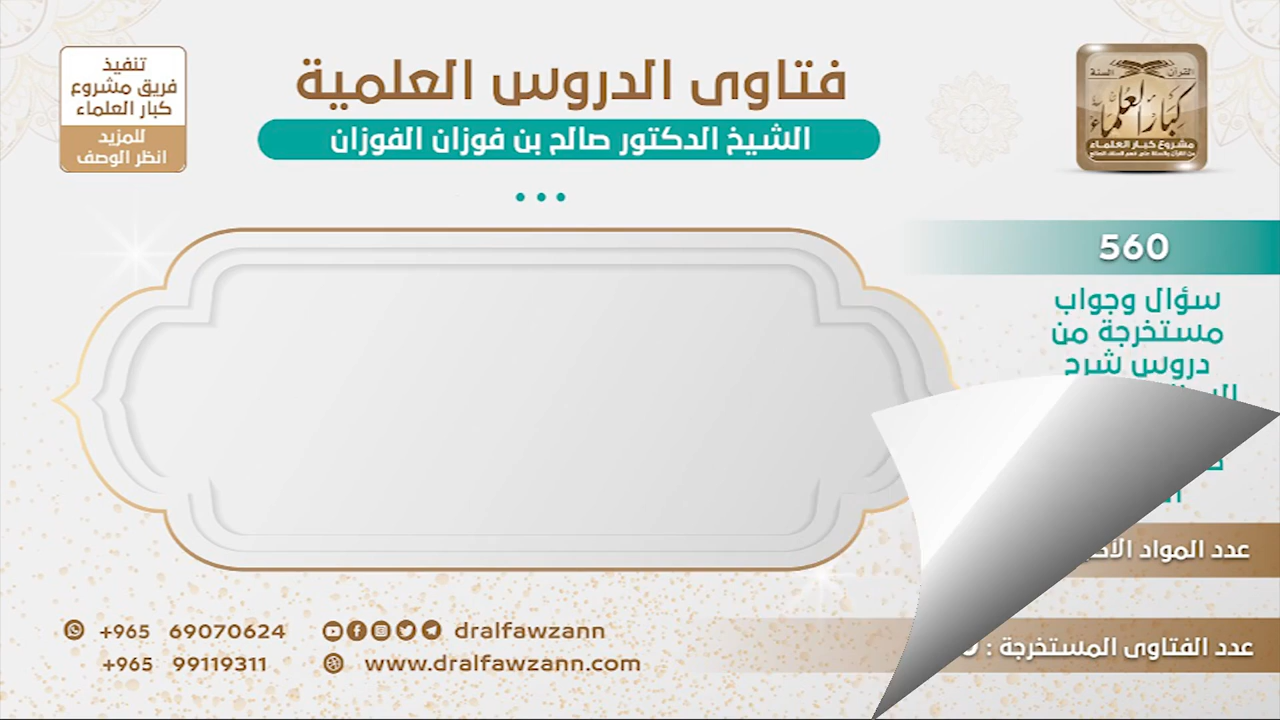 فتاوى الدروس العلمية
الشيخ الدكتور صالح بن فوزان الفوزان
القرآن السنة
كبار العلماء
مشروع كبار العلماء
560
سؤال وجواب
مستخرجة من
دروس شرح
عدد المواد
عدد الفتاوى المستخرجة :
تنفيذ
فريق مشروع
كبار العلماء
للمزيد
انظر الوصف
+965 69070624
dralfawzann
+965 99119311
www.dralfawzann.com